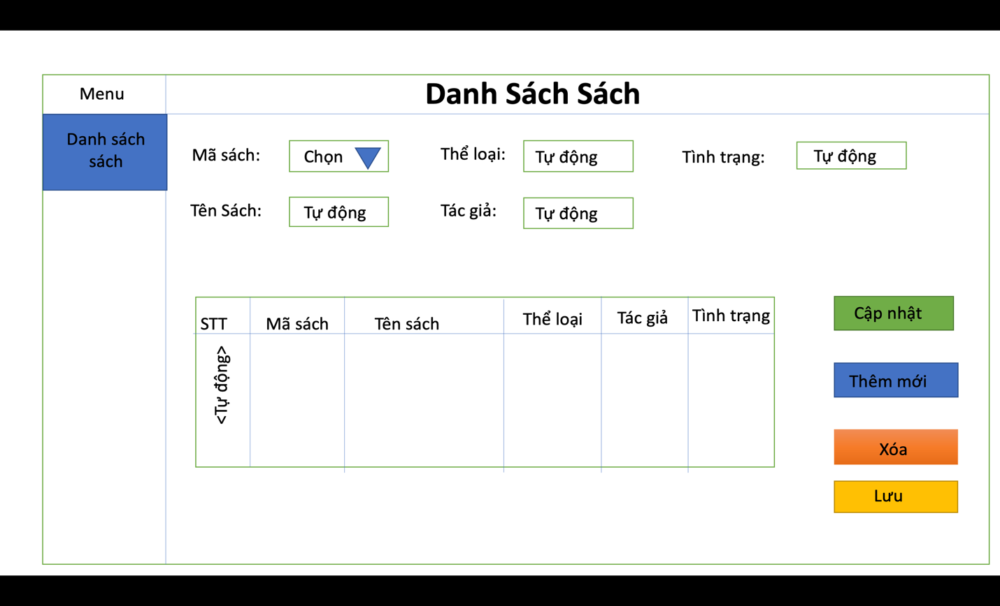 Menu
Danh Sách Sách
Danh sách
sách
Mã sách:
Chọn
Thể loại:
Tự động
Tình trạng:
Tự động
Tên Sách:
Tự động
Tác giả:
Tự động
STT
Mã sách
Tên sách
Thể loại
Tác giả
Tình trạng
<Tự động>
Cập nhật
Thêm mới
Xóa
Lưu